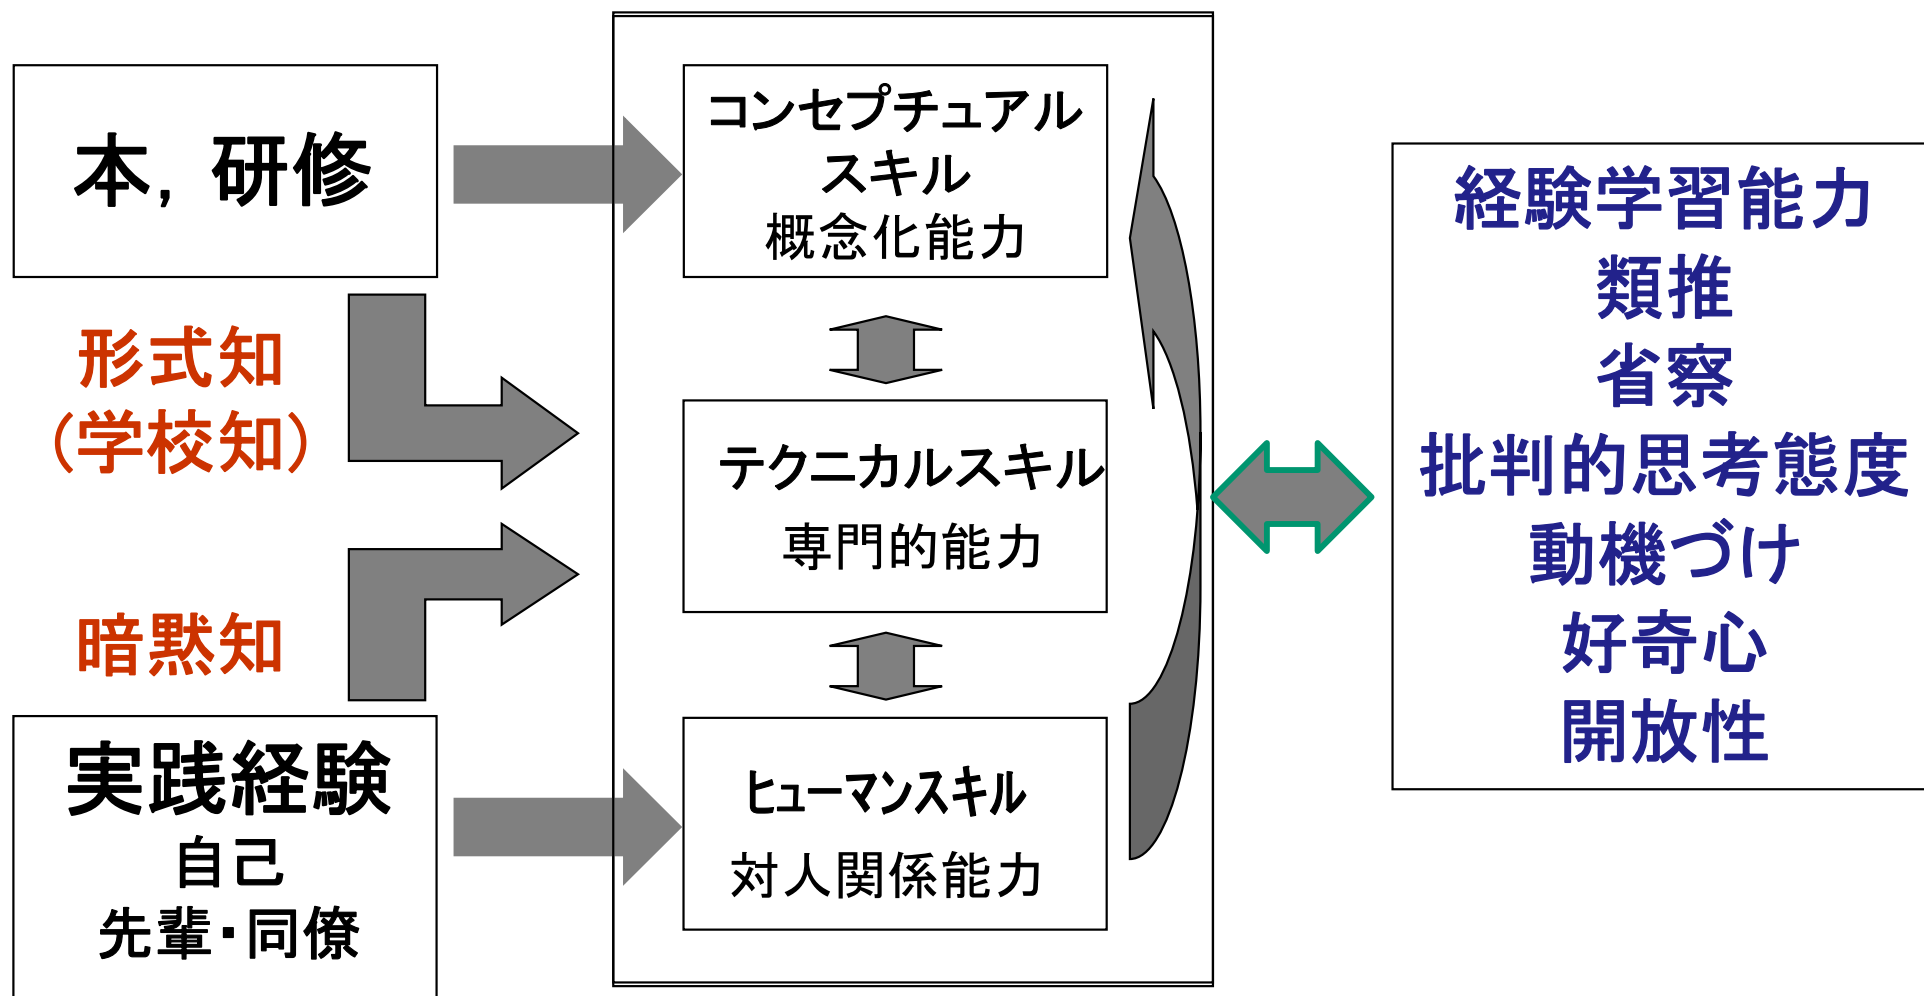 本，研修
形式知
（学校知）
暗黙知
実践経験
自己
先輩・同僚
コンセプチュアル
スキル
概念化能力
テクニカルスキル
専門的能力
ヒューマンスキル
対人関係能力
経験学習能力
類推
省察
批判的思考態度
動機づけ
好奇心
開放性